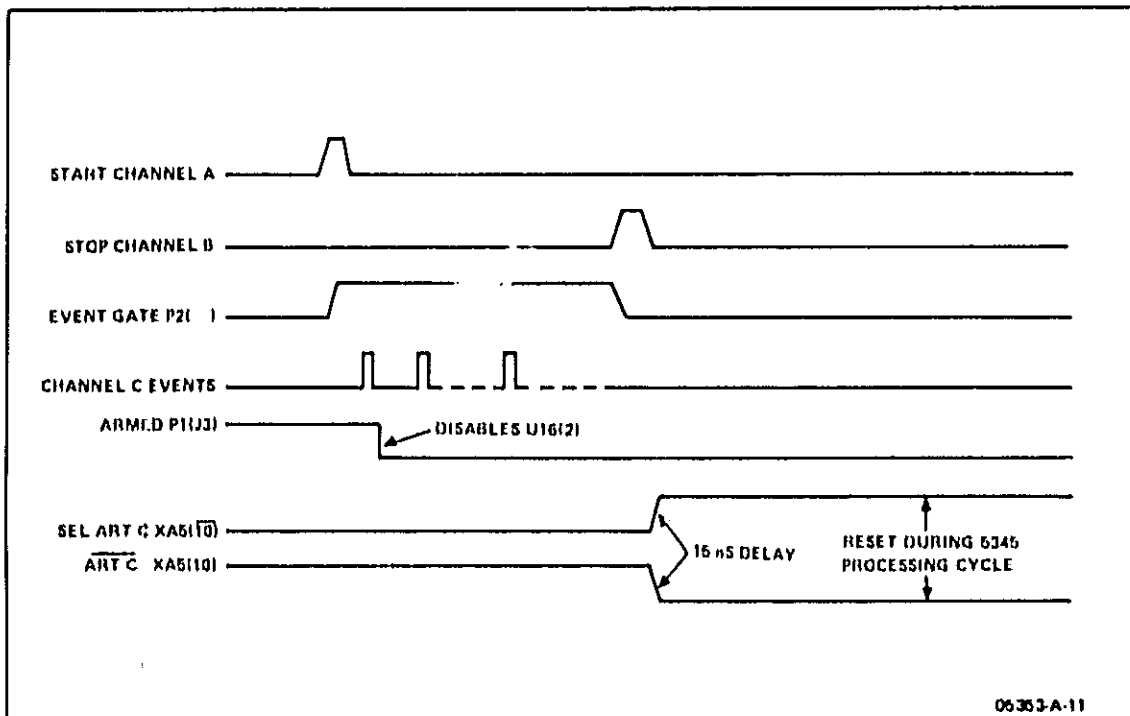 START CHANNEL A
STOP CHANNEL B
EVENT GATE P2( )
CHANNEL C EVENTS
ARMED P1(J3)
DISABLES U16(2)
SEL ART C XA5(10)
ART C XA5(10)
15 nS DELAY
RESET DURING 5345
PROCESSING CYCLE
05353-A-11